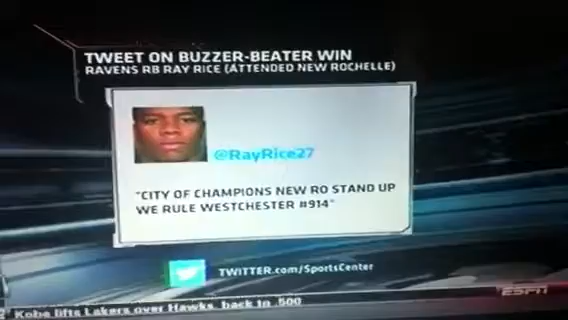 TWEET ON BUZZER-BEATER WIN
RAVENS RB RAY RICE (ATTENDED NEW ROCHELLE)
@RayRice27
"CITY OF CHAMPIONS NEW RO STAND UP
WE RULE WESTCHESTER #914"
TWITTER.com/SportsCenter
ESPN
Kobe lifts Lakers over Hawks, back to .500